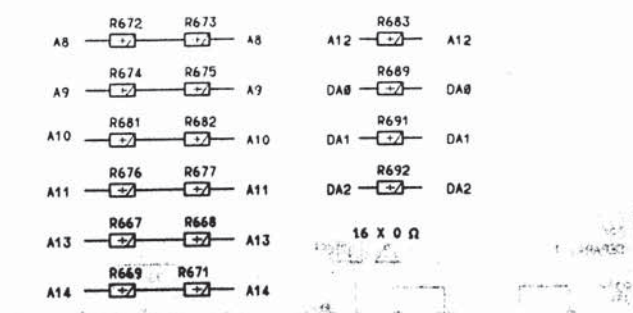 R672 R673 R683
A8 A8 A12 A12
R674 R675 R689
A9 A9 DA0 DA0
R681 R682 R691
A10 A10 DA1 DA1
R676 R677 R692
A11 A11 DA2 DA2
R667 R668
A13 A13
16 X 0 Ω
R669 R671
A14 A14